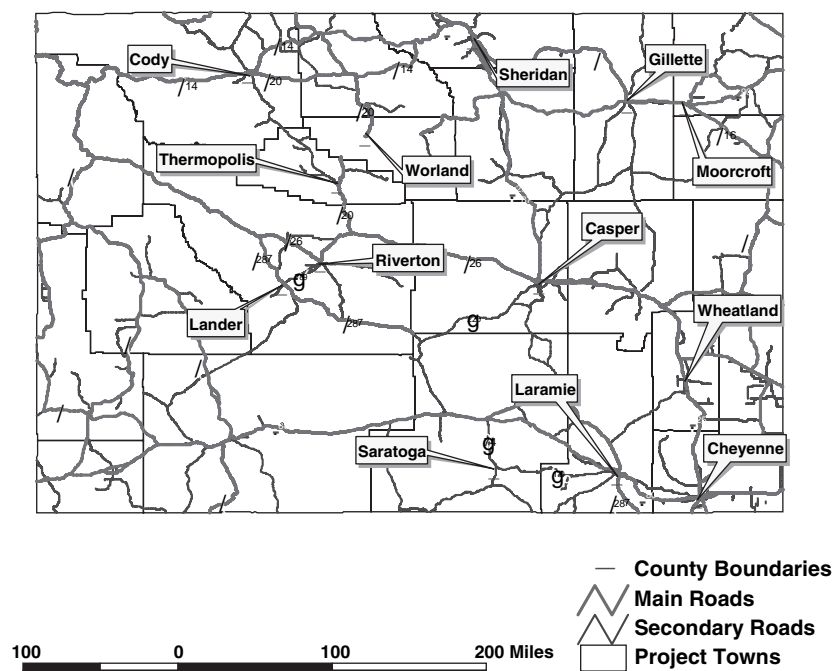 14
Cody
Sheridan
Gillette
14
20
14
20
16
Thermopolis
Worland
Moorcroft
20
Casper
26
287
Riverton
26
g
Lander
287
g
Wheatland
Laramie
g
Saratoga
g
Cheyenne
287
County Boundaries
Main Roads
Secondary Roads
Project Towns
100 0 100 200 Miles